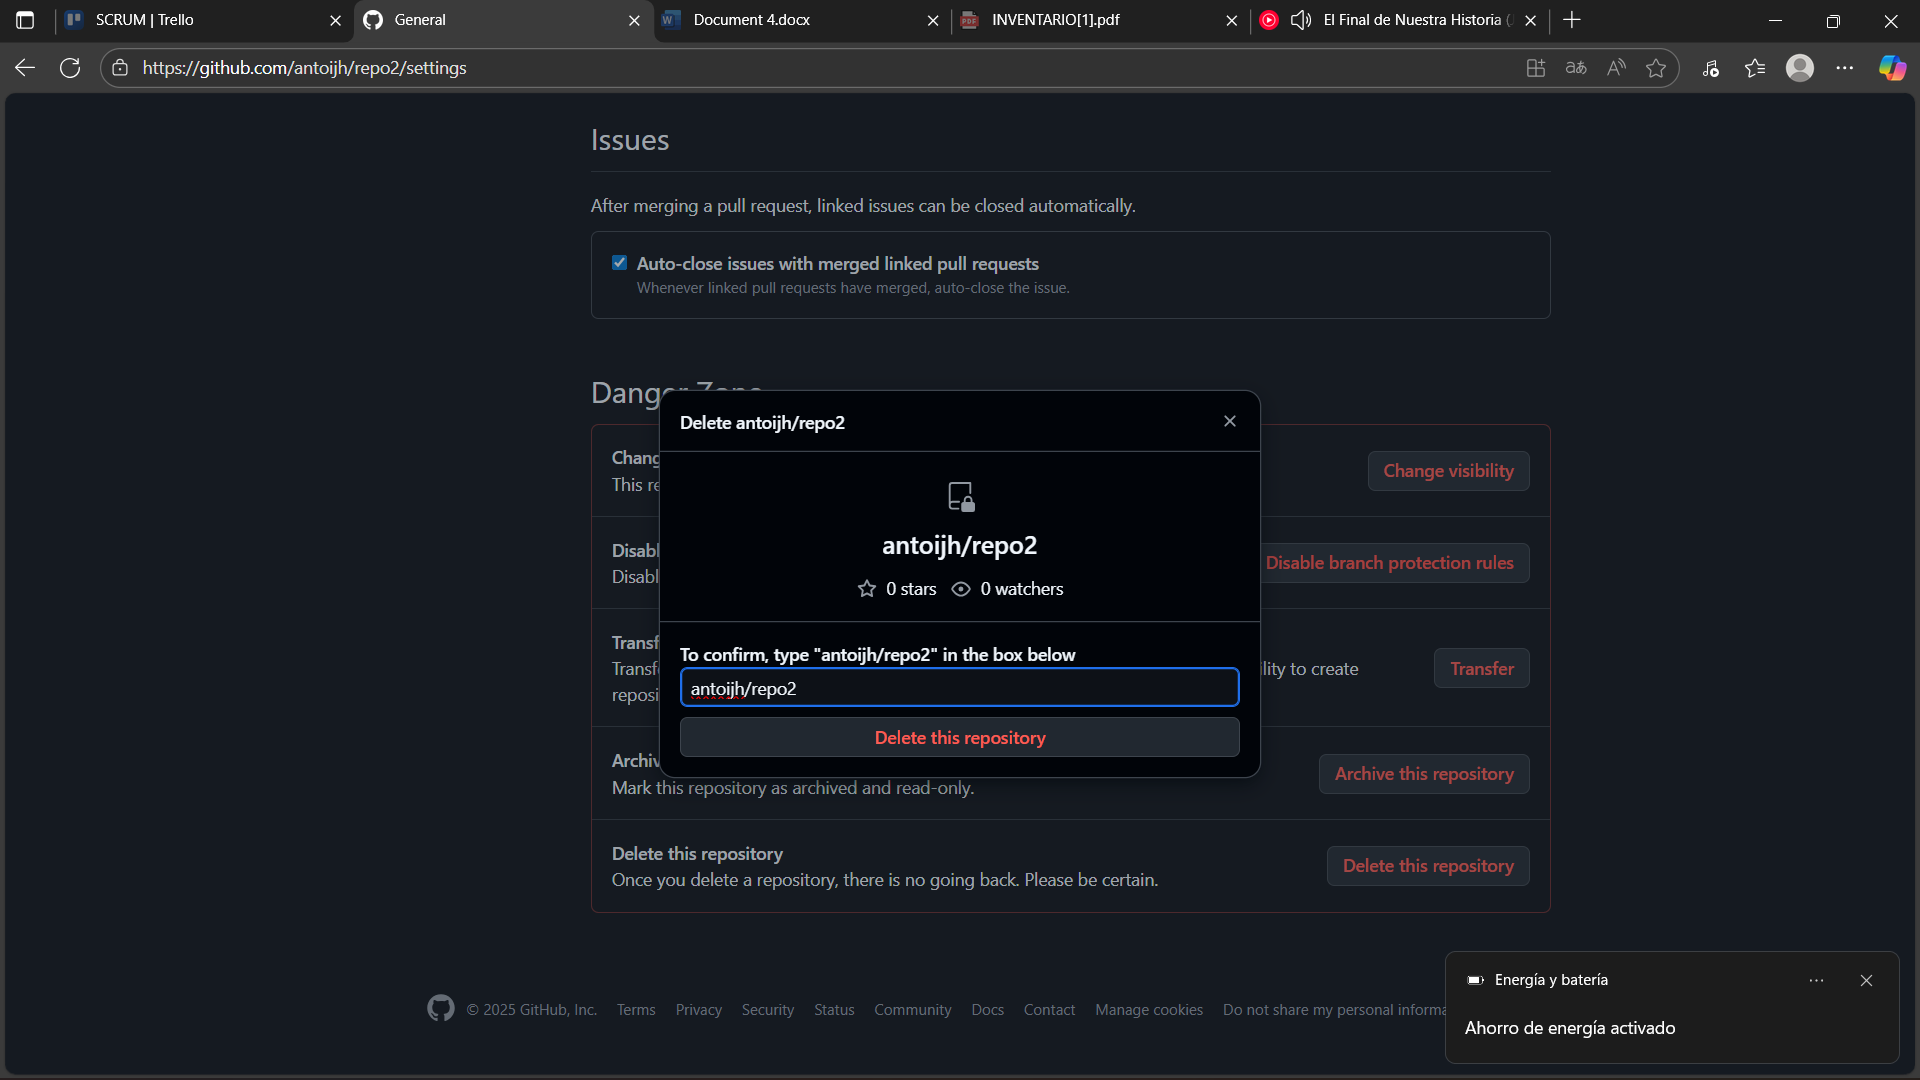 SCRUM | Trello
General
Document 4.docx
INVENTARIO[1].pdf
El Final de Nuestra Historia
https://github.com/antoijh/repo2/settings
Issues
After merging a pull request, linked issues can be closed automatically.
Auto-close issues with merged linked pull requests
Whenever linked pull requests have merged, auto-close the issue.
Danger Zone
Delete antoijh/repo2
Chang
This re
Change visibility
antoijh/repo2
0 stars
0 watchers
Disabl
Disabl
Disable branch protection rules
To confirm, type "antoijh/repo2" in the box below
antoijh/repo2
Delete this repository
Transf
Transf
ility to create
reposi
Transfer
Archiv
Mark this repository as archived and read-only.
Archive this repository
Delete this repository
Once you delete a repository, there is no going back. Please be certain.
Delete this repository
© 2025 GitHub, Inc.
Terms
Privacy
Security
Status
Community
Docs
Contact
Manage cookies
Do not share my personal informa
Energía y batería
Ahorro de energía activado